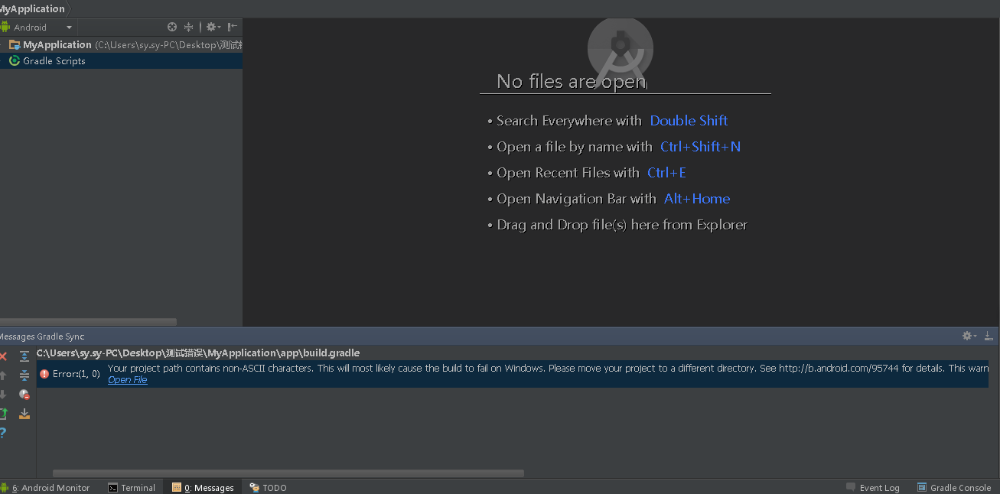 MyApplication
Android
MyApplication (C:\Users\sy.sy-PC\Desktop\测试错
Gradle Scripts
No files are open
• Search Everywhere with Double Shift
• Open a file by name with Ctrl+Shift+N
• Open Recent Files with Ctrl+E
• Open Navigation Bar with Alt+Home
• Drag and Drop file(s) here from Explorer
Messages Gradle Sync
C:\Users\sy.sy-PC\Desktop\测试错误\MyApplication\app\build.gradle
Error:(1, 0) Your project path contains non-ASCII characters. This will most likely cause the build to fail on Windows. Please move your project to a different directory. See http://b.android.com/95744 for details. This warn
Open File
6: Android Monitor Terminal 0: Messages TODO Event Log Gradle Console